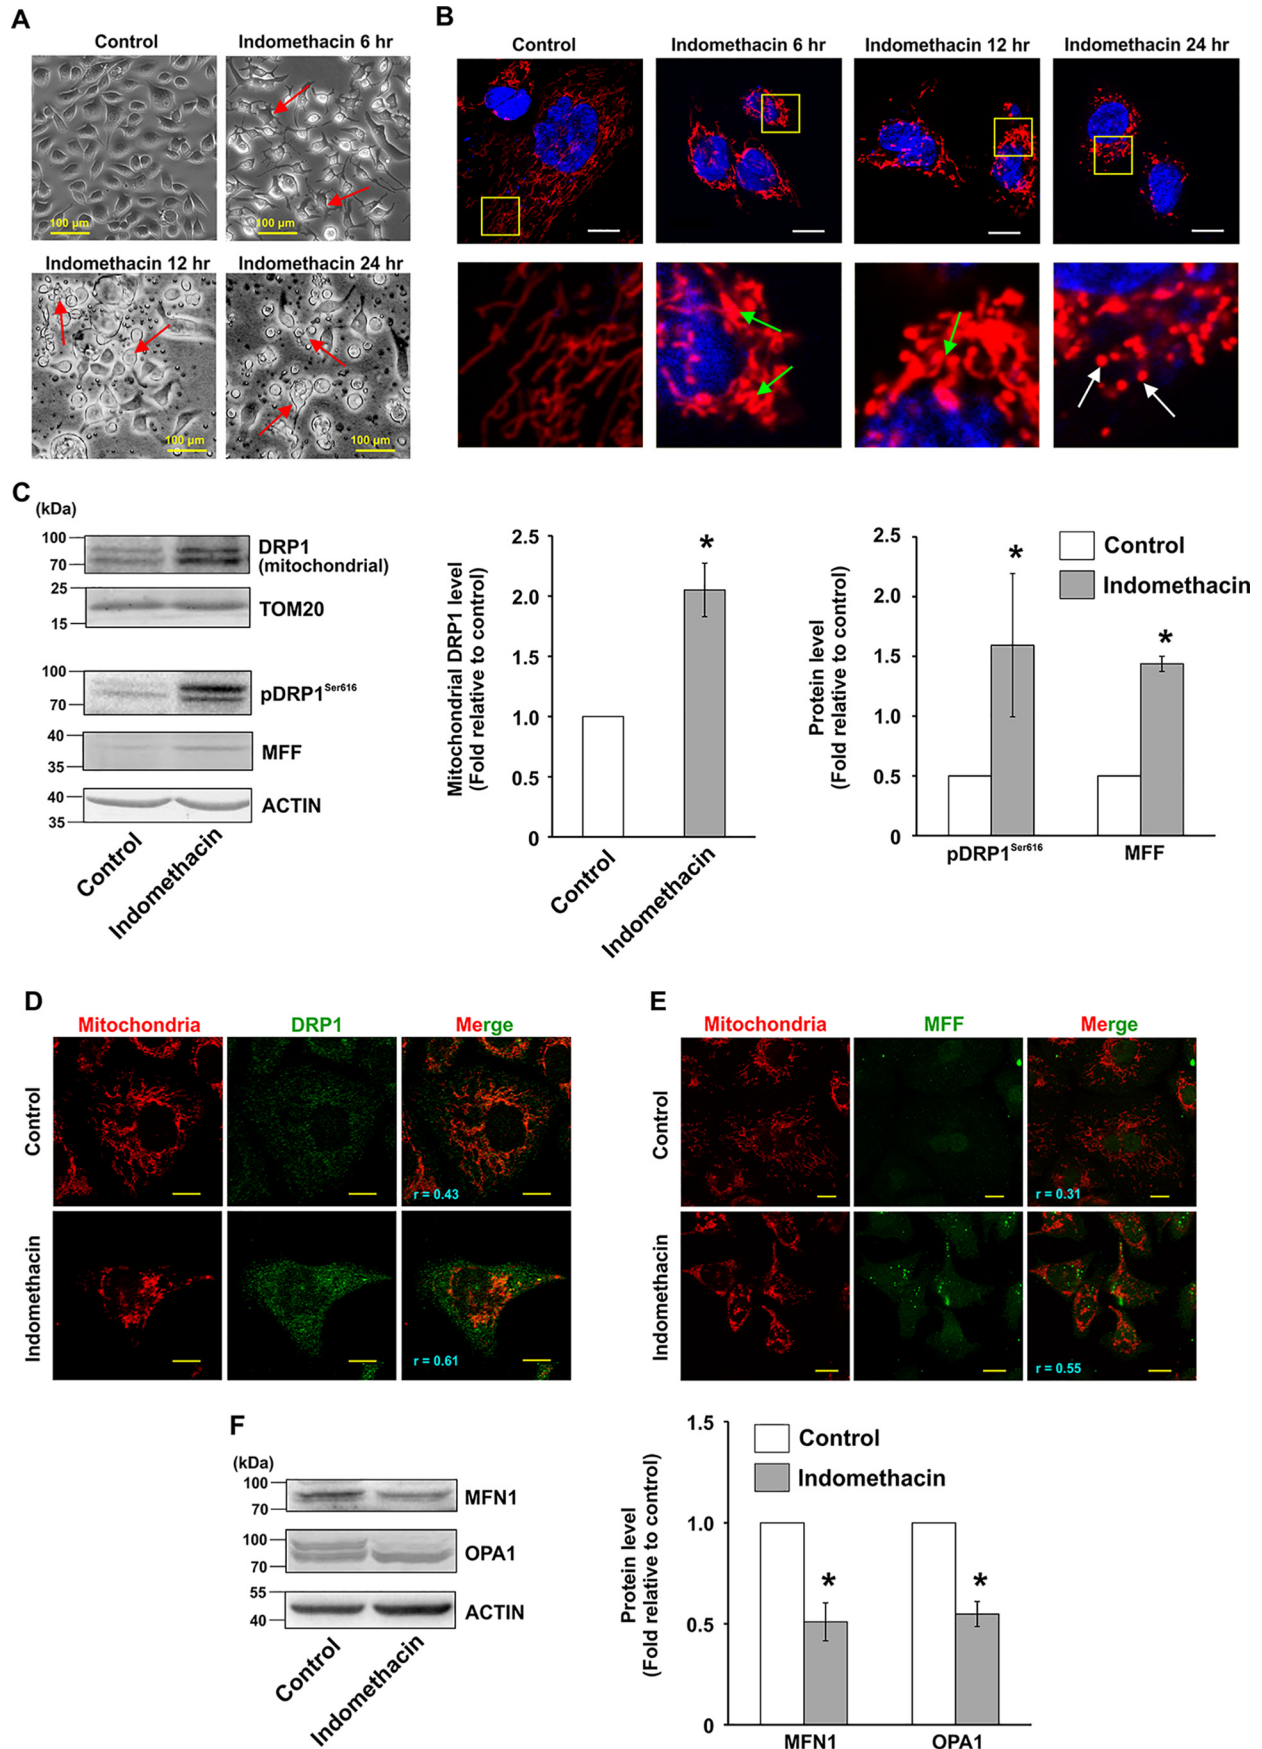 A
Control
Indomethacin 6 hr
100 µm
100 µm
Indomethacin 12 hr
Indomethacin 24 hr
100 µm
100 µm
B
Control
Indomethacin 6 hr
Indomethacin 12 hr
Indomethacin 24 hr
C
(kDa)
100
70
DRP1
(mitochondrial)
25
15
TOM20
100
70
pDRP1Ser616
40
35
MFF
40
35
ACTIN
Control
Indomethacin
Mitochondrial DRP1 level
(Fold relative to control)
2.5
2.0
1.5
1.0
0.5
0
*
Control
Indomethacin
Protein level
(Fold relative to control)
2.5
2.0
1.5
1.0
0.5
0
*
*
Control
Indomethacin
pDRP1Ser616
MFF
D
Mitochondria
DRP1
Merge
Control
r = 0.43
Indomethacin
r = 0.61
E
Mitochondria
MFF
Merge
Control
r = 0.31
Indomethacin
r = 0.55
F
(kDa)
100
70
MFN1
100
70
OPA1
55
40
ACTIN
Control
Indomethacin
Protein level
(Fold relative to control)
1.5
1.0
0.5
0
Control
Indomethacin
*
*
MFN1
OPA1